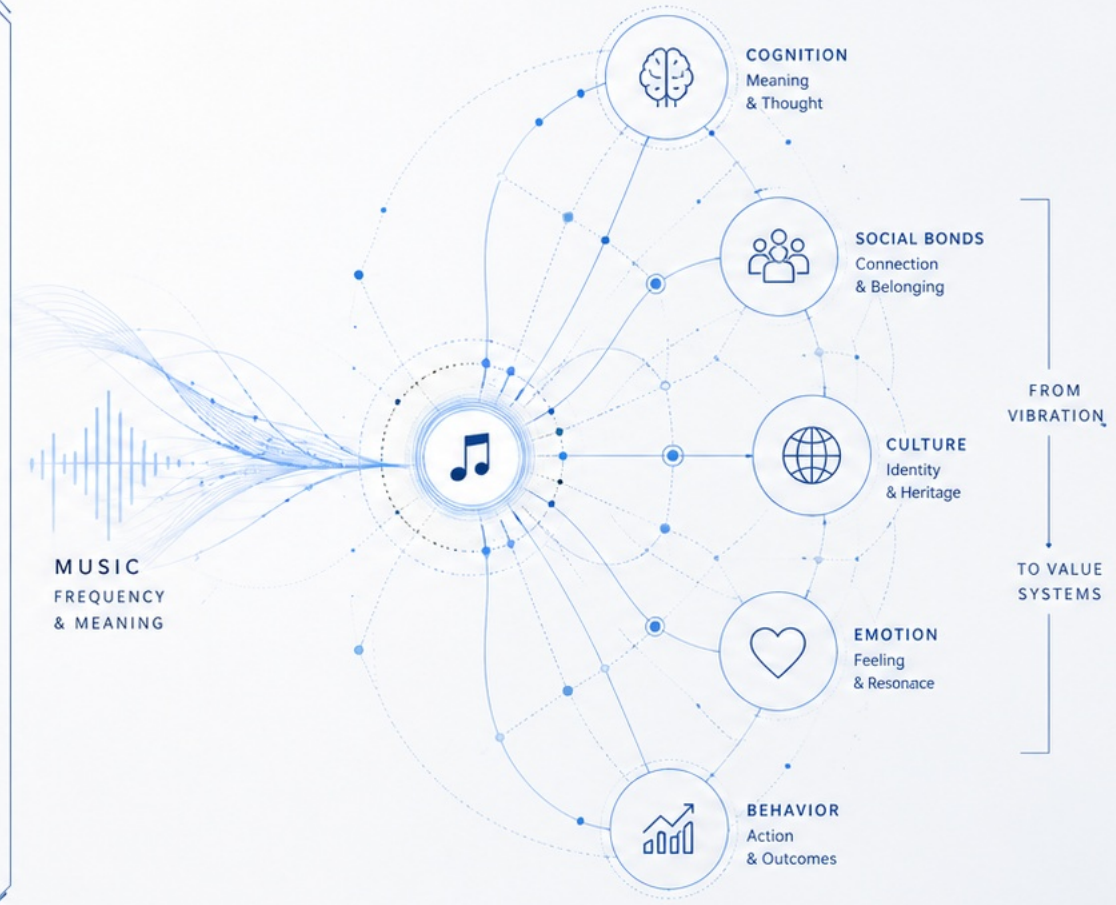 MUSIC
FREQUENCY
& MEANING
COGNITION
Meaning
& Thought
SOCIAL BONDS
Connection
& Belonging
CULTURE
Identity
& Heritage
EMOTION
Feeling
& Resonace
BEHAVIOR
Action
& Outcomes
FROM
VIBRATION
TO VALUE
SYSTEMS